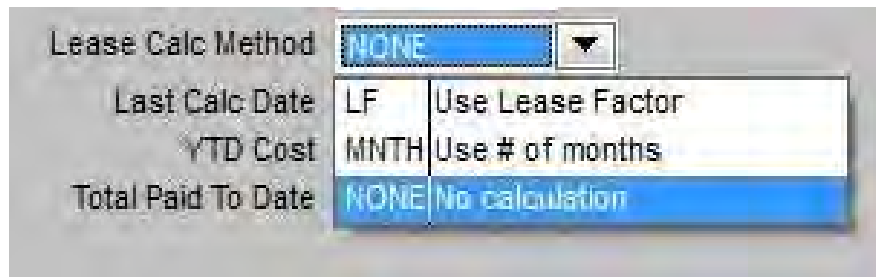 Lease Calc Method NONE
Last Calc Date LF Use Lease Factor
YTD Cost MNTH Use # of months
Total Paid To Date NONE No calculation